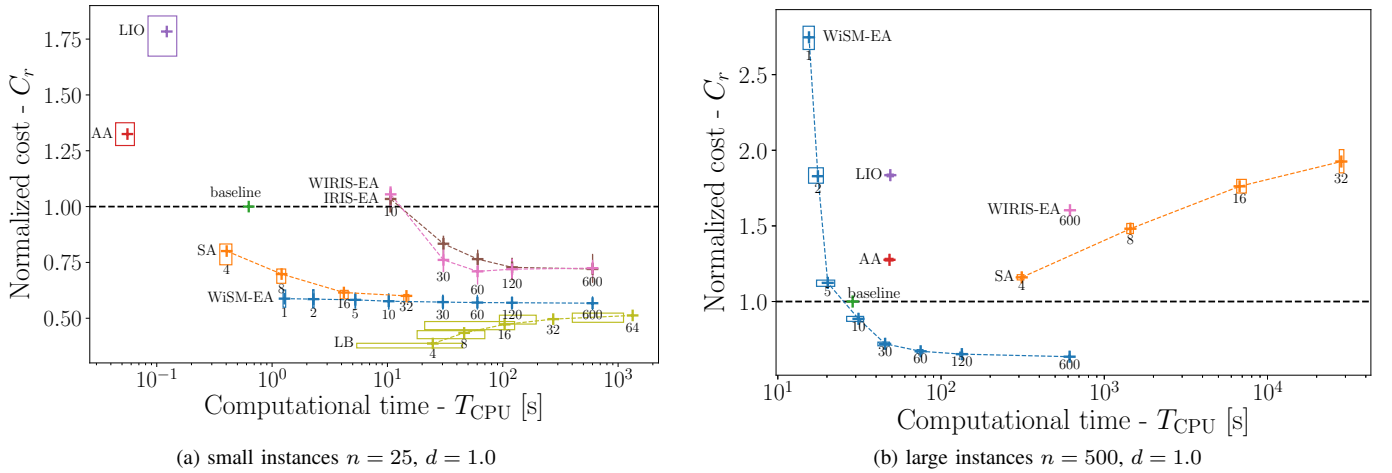 1.75
1.50
1.25
1.00
0.75
0.50
Normalized cost - C_r
LIO
AA
baseline
WIRIS-EA
IRIS-EA
10
30
60
120
600
SA
4
8
16
32
WiSM-EA
1
2
5
10
30
60
120
600
LB
4
8
16
32
64
10^{-1}
10^0
10^1
10^2
10^3
Computational time - T_CPU [s]
(a) small instances n = 25, d = 1.0
2.5
2.0
1.5
1.0
Normalized cost - C_r
WiSM-EA
1
2
5
10
30
60
120
600
LIO
WIRIS-EA
600
AA
baseline
SA
4
8
16
32
10^1
10^2
10^3
10^4
Computational time - T_CPU [s]
(b) large instances n = 500, d = 1.0